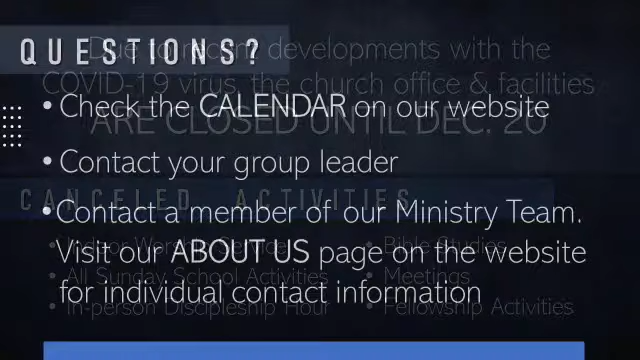 QUESTIONS?
Due to recent developments with the
COVID-19 virus, the church office & facilities
ARE CLOSED UNTIL DEC. 20
• Check the CALENDAR on our website
• Contact your group leader
CANCELED ACTIVITIES
• Contact a member of our Ministry Team.
Visit our ABOUT US page on the website
for individual contact information
• Indoor Worship Services
• All Sunday School Activities
• In-person Discipleship Hour
• Bible Studies
• Meetings
• Fellowship Activities